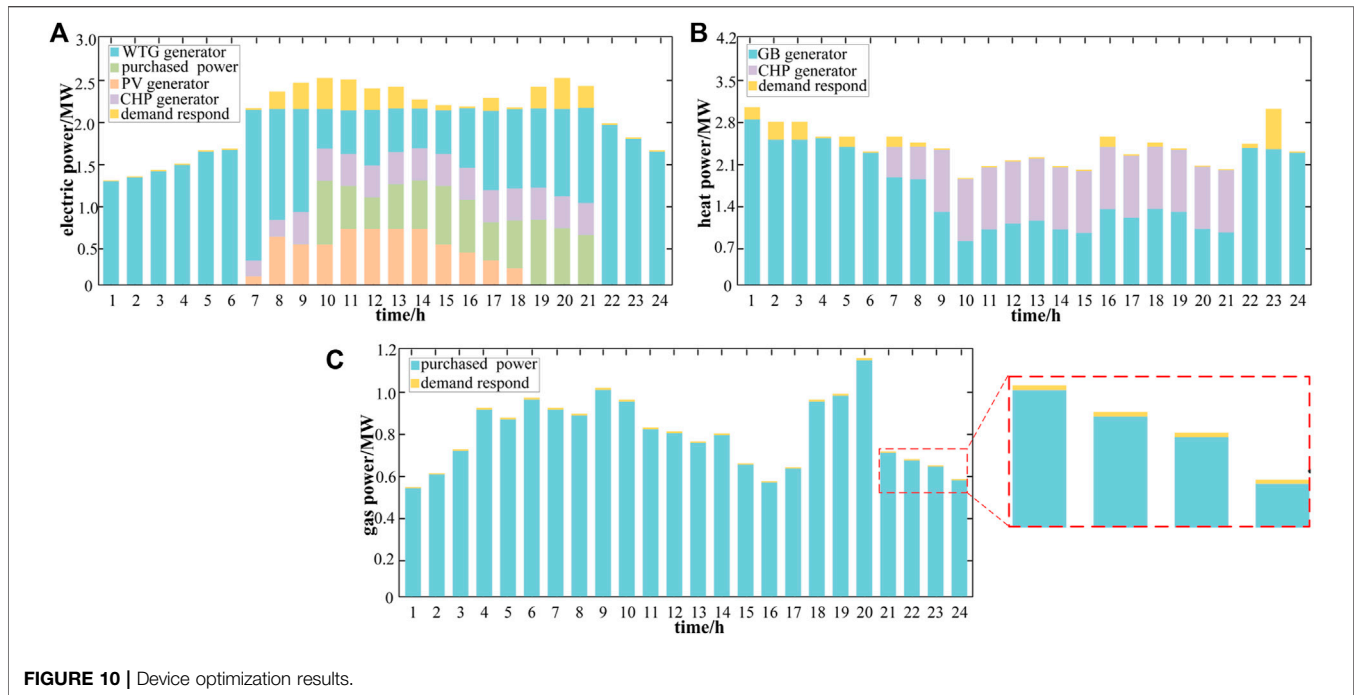 A
electric power/MW
3.0
2.5
2.0
1.5
1.0
0.5
0
WTG generator
purchased power
PV generator
CHP generator
demand respond
1 2 3 4 5 6 7 8 9 10 11 12 13 14 15 16 17 18 19 20 21 22 23 24
time/h
B
heat power/MW
4.2
3.5
2.8
2.1
1.4
0.7
0
GB generator
CHP generator
demand respond
1 2 3 4 5 6 7 8 9 10 11 12 13 14 15 16 17 18 19 20 21 22 23 24
time/h
C
gas power/MW
1.2
1.0
0.8
0.6
0.4
0.2
0
purchased power
demand respond
1 2 3 4 5 6 7 8 9 10 11 12 13 14 15 16 17 18 19 20 21 22 23 24
time/h
FIGURE 10 | Device optimization results.